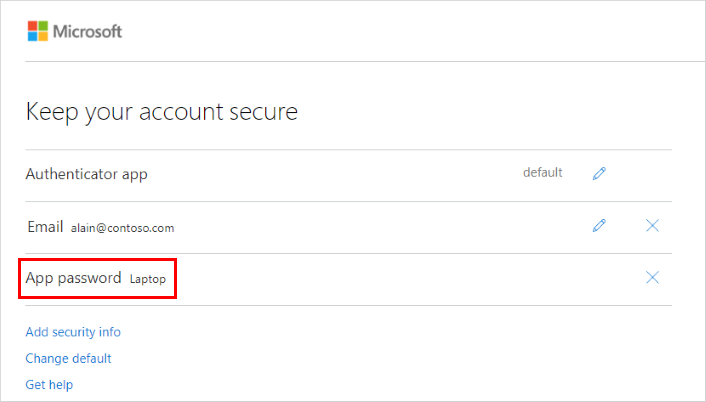 Microsoft
Keep your account secure
Authenticator app default
Email alain@contoso.com
App password Laptop
Add security info
Change default
Get help